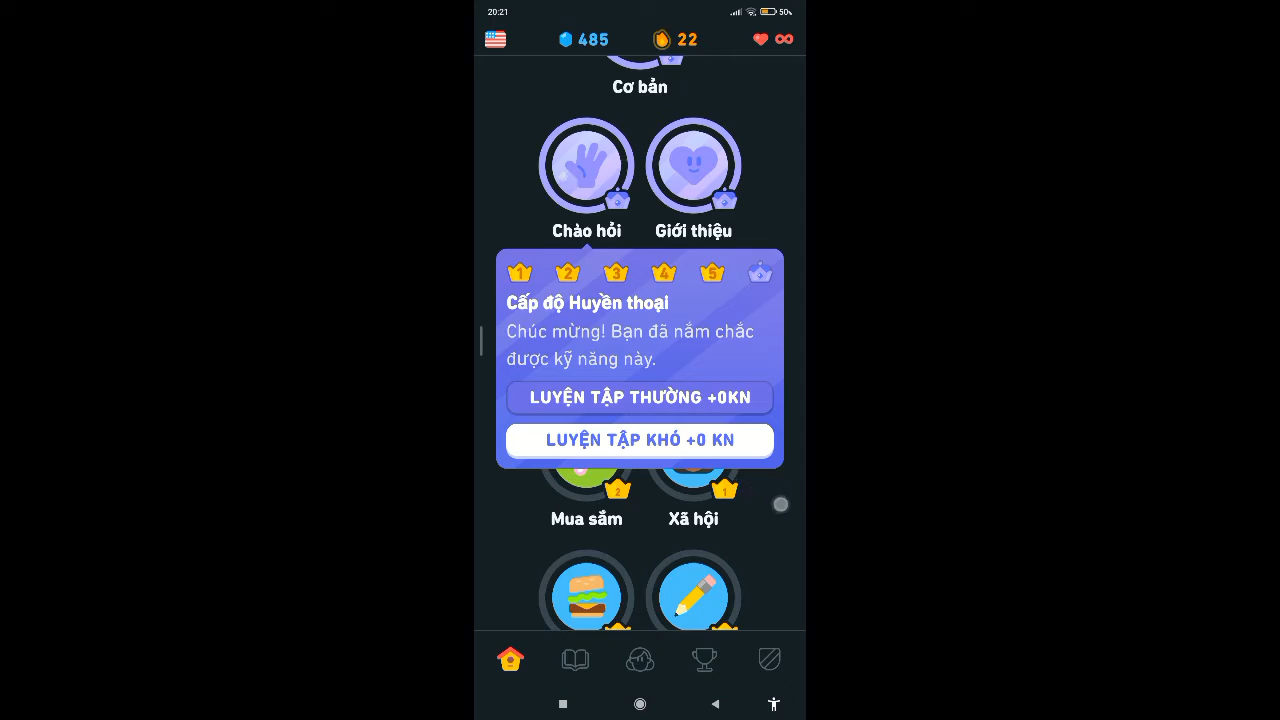 20:21
50%
485
22
Cơ bản
Chào hỏi
Giới thiệu
1 2 3 4 5
Cấp độ Huyền thoại
Chúc mừng! Bạn đã nắm chắc
được kỹ năng này.
LUYỆN TẬP THƯỜNG +0KN
LUYỆN TẬP KHÓ +0 KN
2
1
Mua sắm
Xã hội